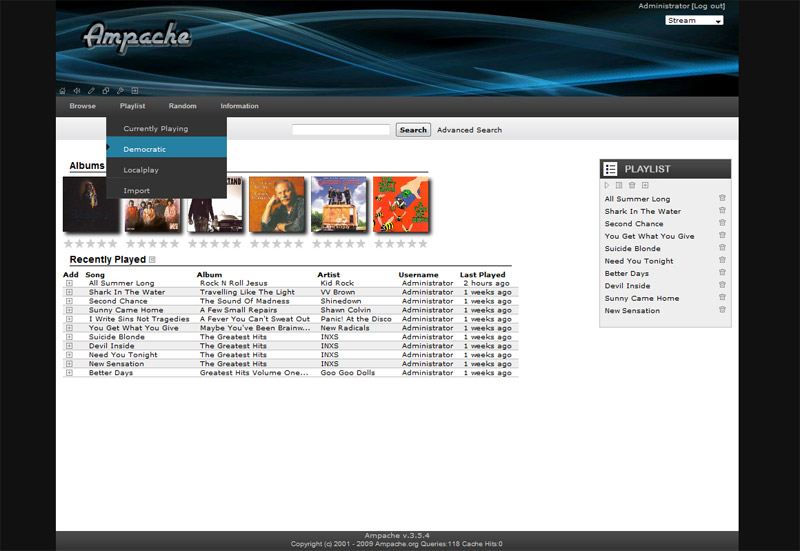 Administrator [Log out]
Stream
Ampache
Browse Playlist Random Information
Currently Playing
Democratic
Localplay
Import
Search Advanced Search
Albums
Recently Played
Add Song Album Artist Username Last Played
All Summer Long Rock N Roll Jesus Kid Rock Administrator 2 hours ago
Shark In The Water Travelling Like The Light VV Brown Administrator 1 weeks ago
Second Chance The Sound Of Madness Shinedown Administrator 1 weeks ago
Sunny Came Home A Few Small Repairs Shawn Colvin Administrator 1 weeks ago
I Write Sins Not Tragedies A Fever You Can't Sweat Out Panic! At the Disco Administrator 1 weeks ago
You Get What You Give Maybe You've Been Brainw... New Radicals Administrator 1 weeks ago
Suicide Blonde The Greatest Hits INXS Administrator 1 weeks ago
Devil Inside The Greatest Hits INXS Administrator 1 weeks ago
Need You Tonight The Greatest Hits INXS Administrator 1 weeks ago
New Sensation The Greatest Hits INXS Administrator 1 weeks ago
Better Days Greatest Hits Volume One... Goo Goo Dolls Administrator 1 weeks ago
PLAYLIST
All Summer Long
Shark In The Water
Second Chance
You Get What You Give
Suicide Blonde
Need You Tonight
Better Days
Devil Inside
Sunny Came Home
New Sensation
Ampache v.3.5.4
Copyright (c) 2001 - 2009 Ampache.org Queries:118 Cache Hits:0